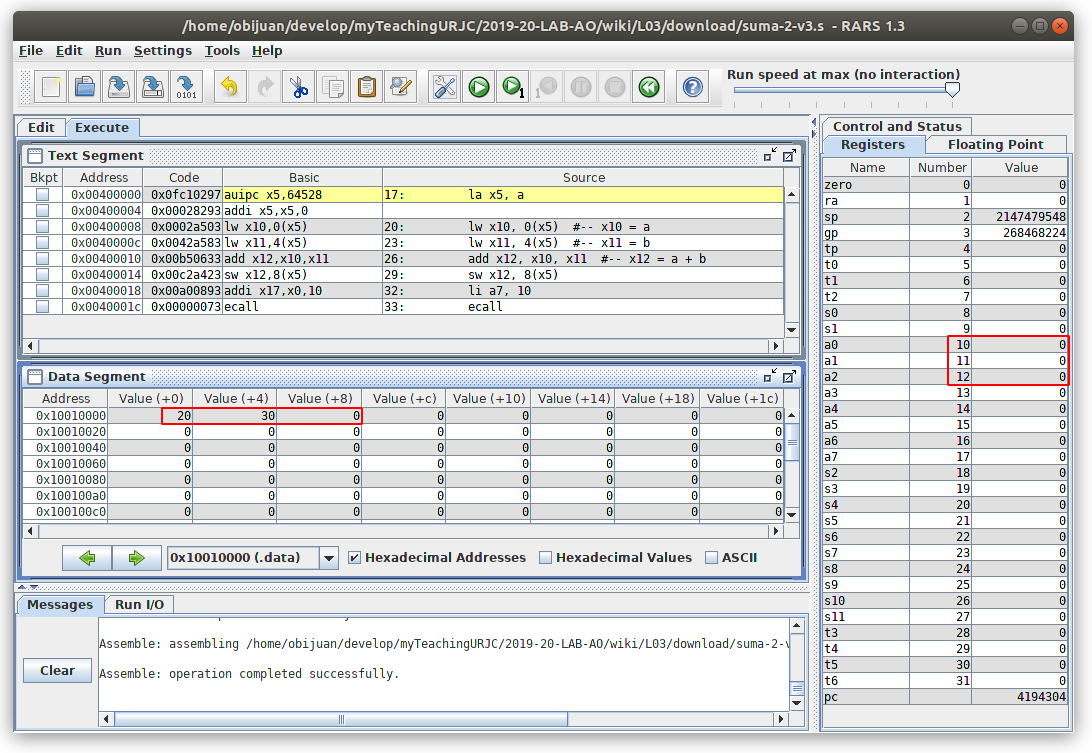 /home/obijuan/develop/myTeachingURJC/2019-20-LAB-AO/wiki/L03/download/suma-2-v3.s - RARS 1.3
File Edit Run Settings Tools Help
Run speed at max (no interaction)
Edit Execute
Text Segment
Bkpt Address Code Basic Source
0x00400000 0x0fc10297 auipc x5,64528 17: la x5, a
0x00400004 0x00028293 addi x5,x5,0
0x00400008 0x0002a503 lw x10,0(x5) 20: lw x10, 0(x5) #-- x10 = a
0x0040000c 0x0042a583 lw x11,4(x5) 23: lw x11, 4(x5) #-- x11 = b
0x00400010 0x00b50633 add x12,x10,x11 26: add x12, x10, x11 #-- x12 = a + b
0x00400014 0x00c2a423 sw x12,8(x5) 29: sw x12, 8(x5)
0x00400018 0x00a00893 addi x17,x0,10 32: li a7, 10
0x0040001c 0x00000073 ecall 33: ecall
Data Segment
Address Value (+0) Value (+4) Value (+8) Value (+c) Value (+10) Value (+14) Value (+18) Value (+1c)
0x10010000 20 30 0 0 0 0 0 0
0x10010020 0 0 0 0 0 0 0 0
0x10010040 0 0 0 0 0 0 0 0
0x10010060 0 0 0 0 0 0 0 0
0x10010080 0 0 0 0 0 0 0 0
0x100100a0 0 0 0 0 0 0 0 0
0x100100c0 0 0 0 0 0 0 0 0
0x10010000 (.data) Hexadecimal Addresses Hexadecimal Values ASCII
Messages Run I/O
Assemble: assembling /home/obijuan/develop/myTeachingURJC/2019-20-LAB-AO/wiki/L03/download/suma-2-v
Assemble: operation completed successfully.
Clear
Control and Status
Registers Floating Point
Name Number Value
zero 0 0
ra 1 0
sp 2 2147479548
gp 3 268468224
tp 4 0
t0 5 0
t1 6 0
t2 7 0
s0 8 0
s1 9 0
a0 10 0
a1 11 0
a2 12 0
a3 13 0
a4 14 0
a5 15 0
a6 16 0
a7 17 0
s2 18 0
s3 19 0
s4 20 0
s5 21 0
s6 22 0
s7 23 0
s8 24 0
s9 25 0
s10 26 0
s11 27 0
t3 28 0
t4 29 0
t5 30 0
t6 31 0
pc 4194304